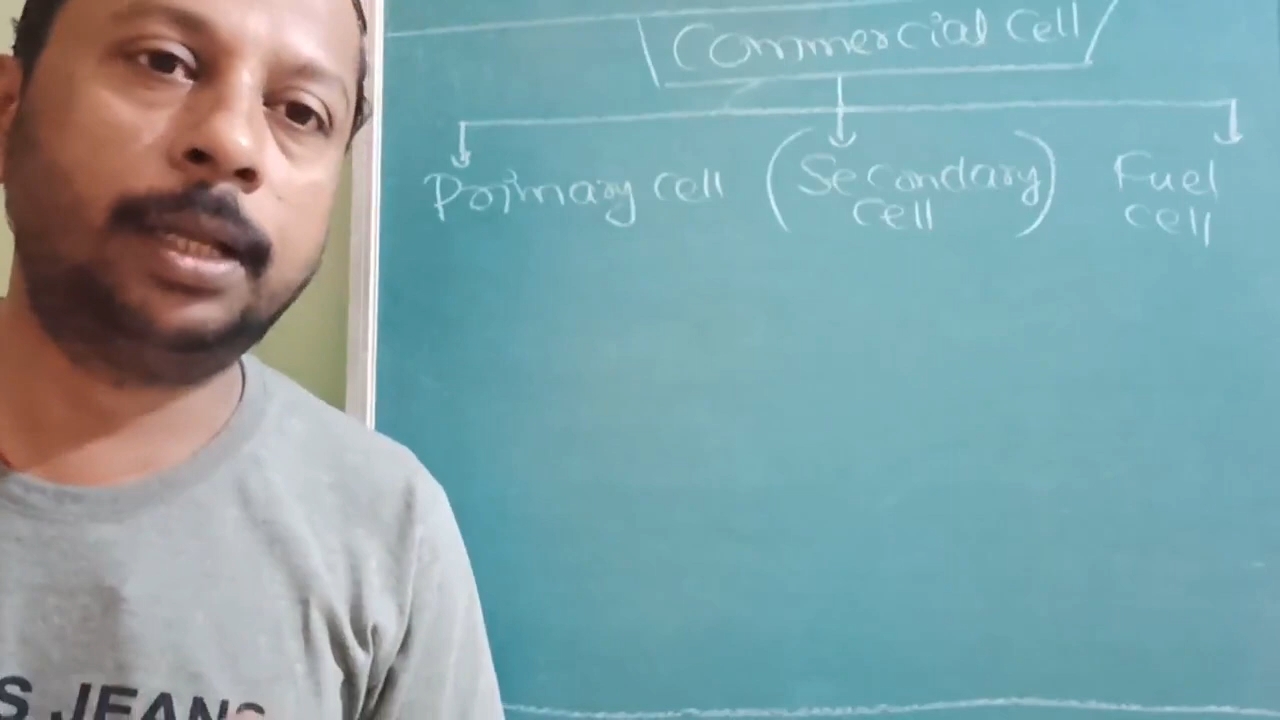 Commercial cell
Primary cell
(Secondary
cell)
Fuel
cell
S JEANS